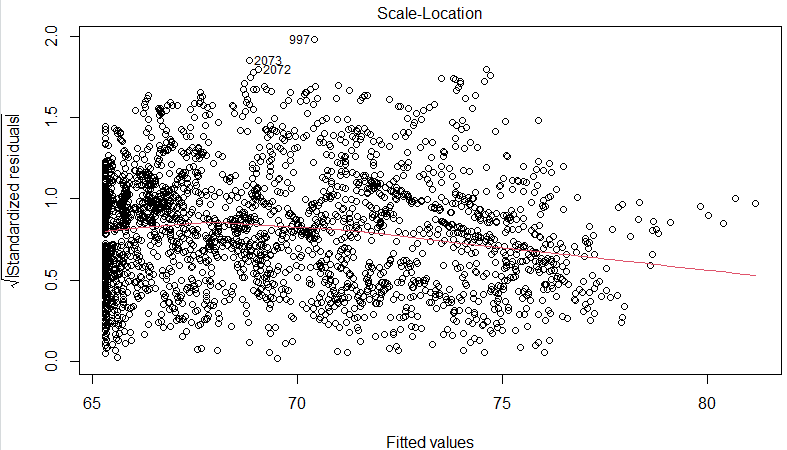 Scale-Location
√|Standardized residuals|
2.0
1.5
1.0
0.5
0.0
997
2073
2072
65 70 75 80
Fitted values